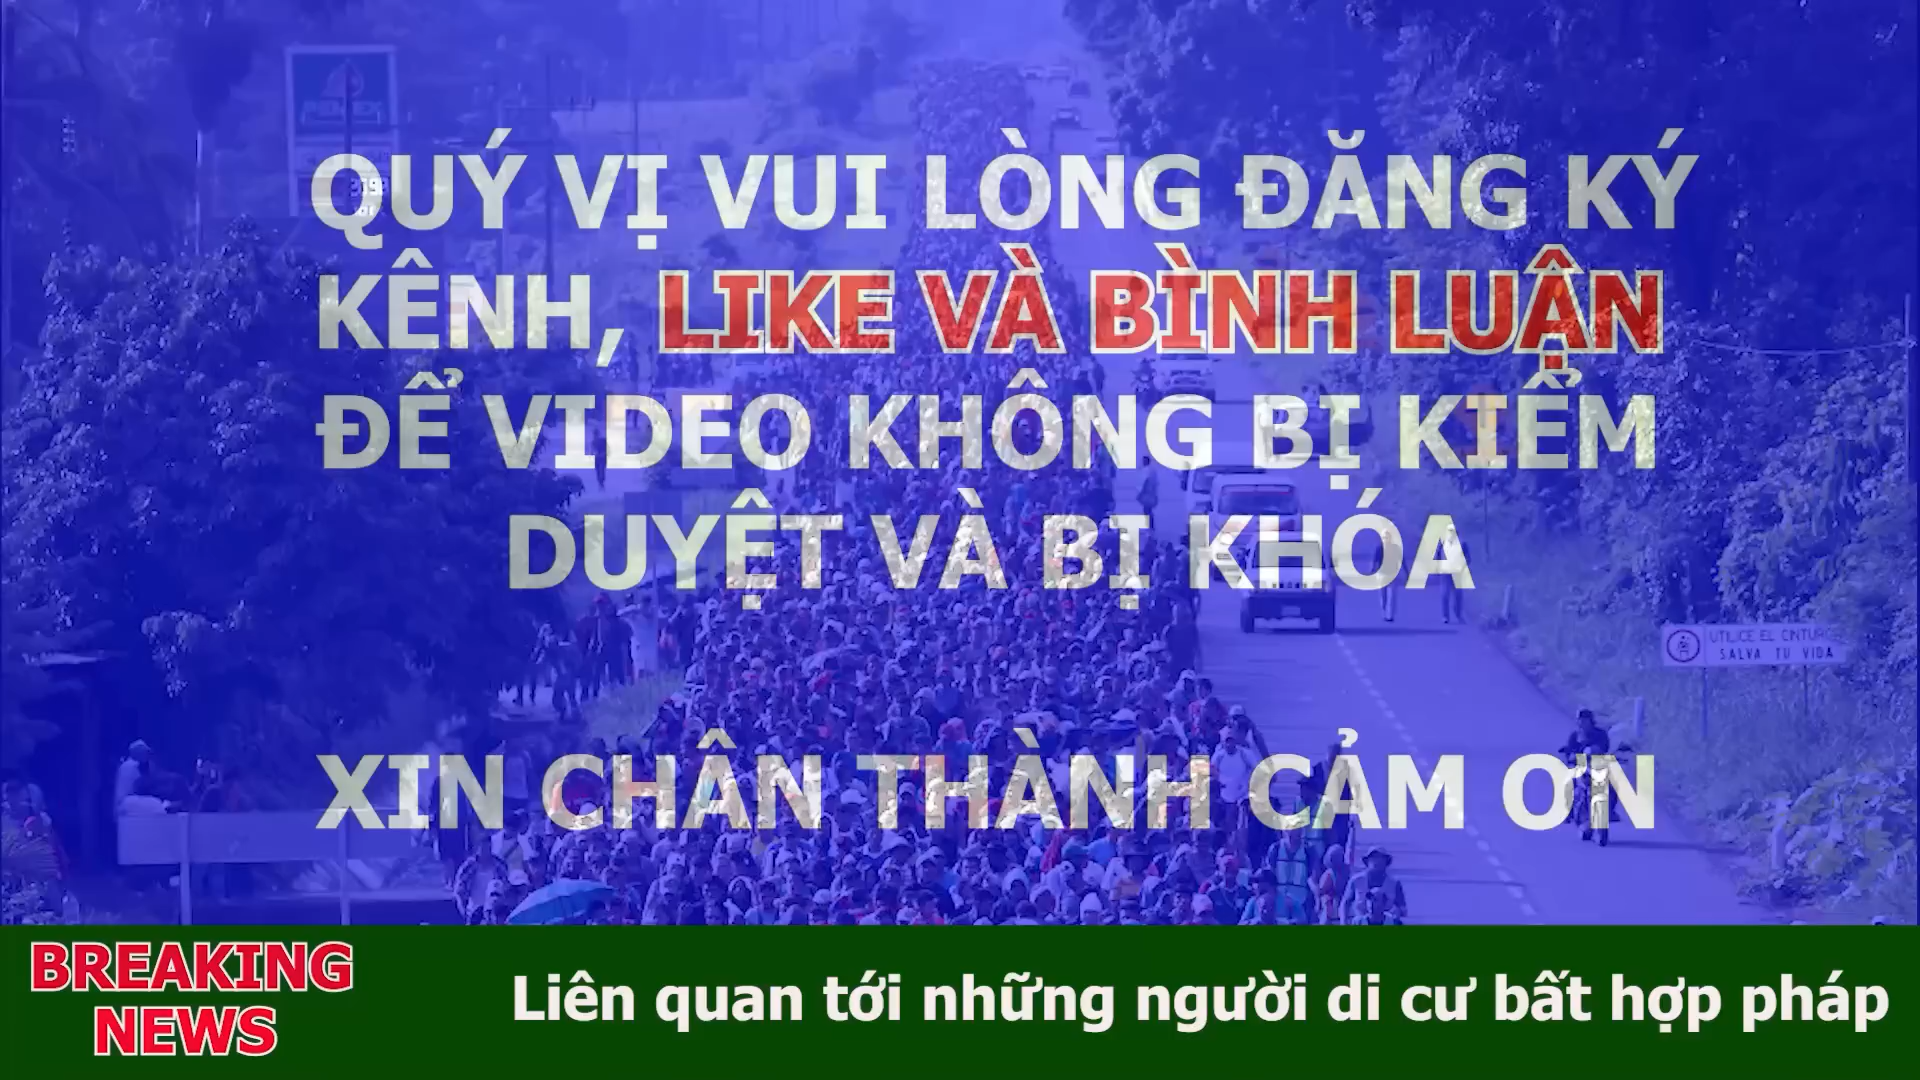 QUÝ VỊ VUI LÒNG ĐĂNG KÝ
KÊNH, LIKE VÀ BÌNH LUẬN
ĐỂ VIDEO KHÔNG BỊ KIỂM
DUYỆT VÀ BỊ KHÓA
UTILICE EL
SALVA TU VIDA
XIN CHÂN THÀNH CẢM ƠN
BREAKING
NEWS
Liên quan tới những người di cư bất hợp pháp